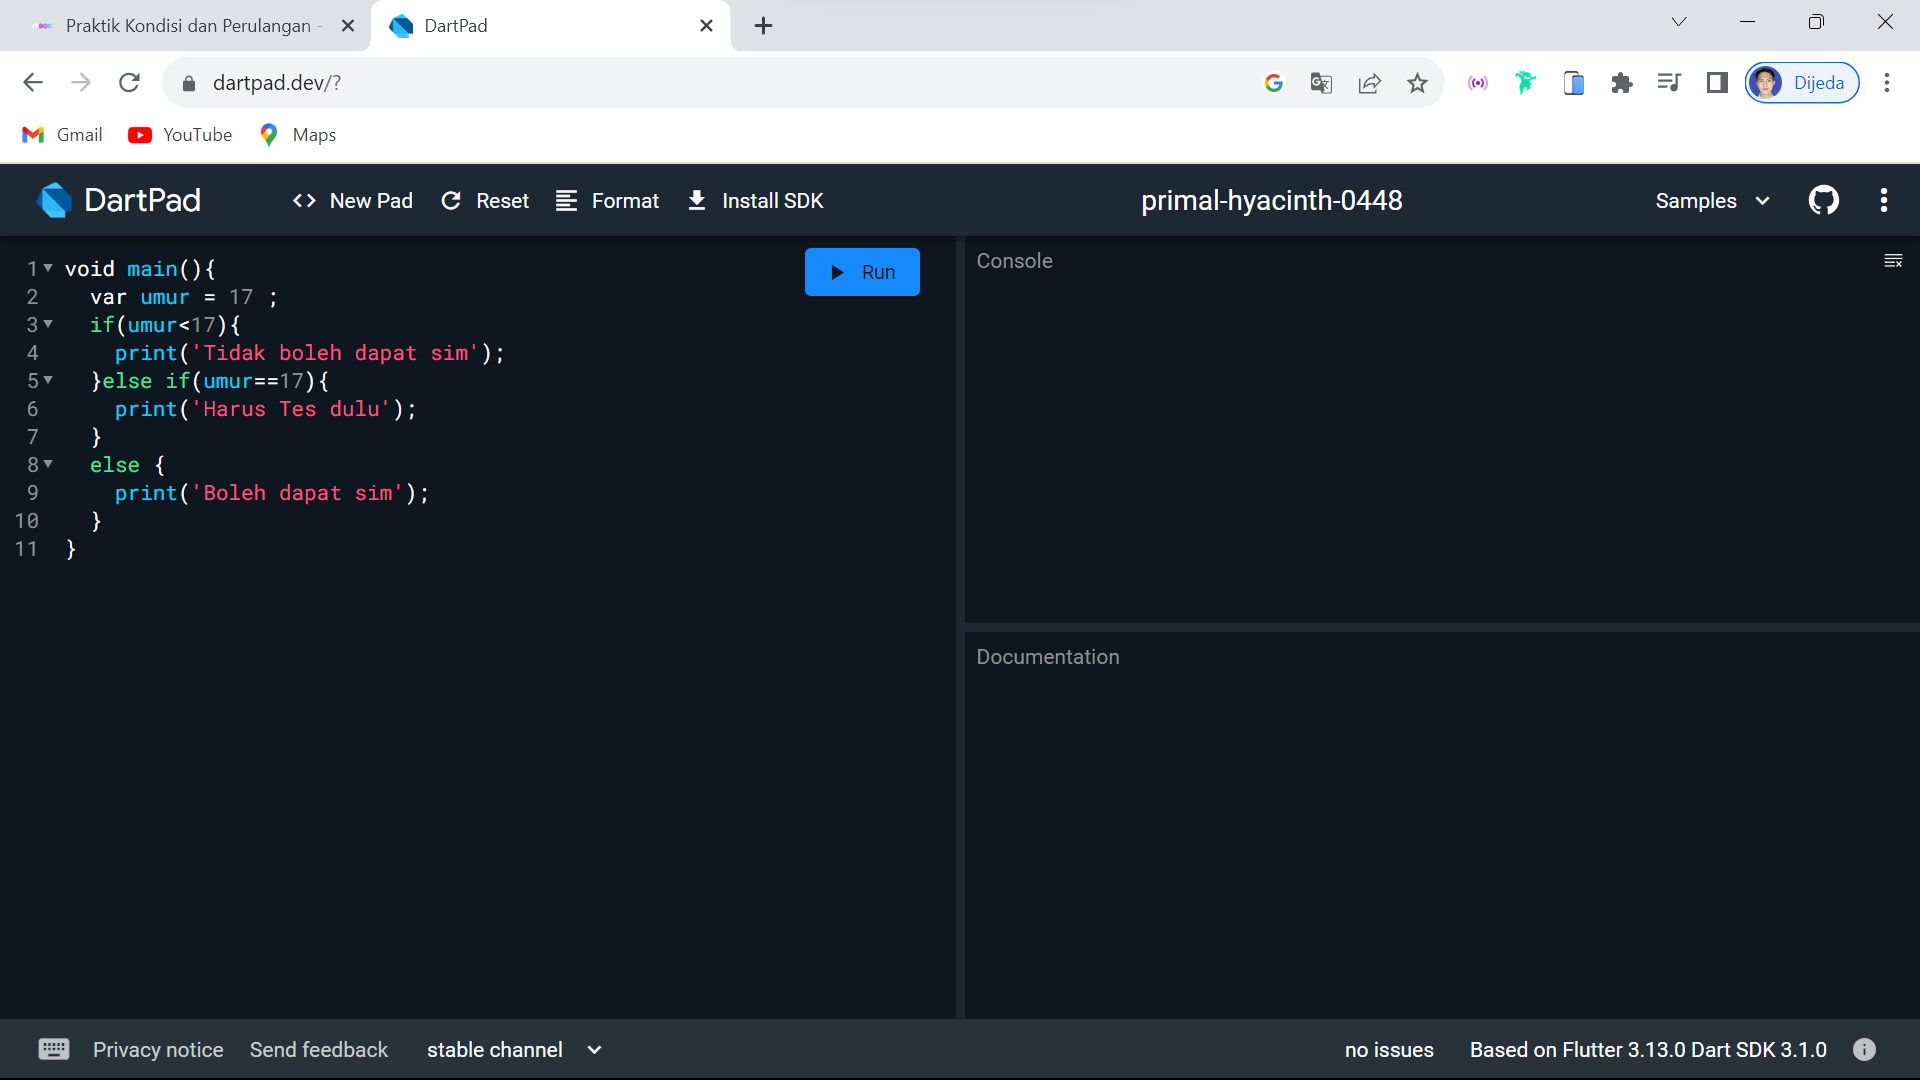 Praktik Kondisi dan Perulangan -
DartPad
dartpad.dev/?
Dijeda
Gmail
YouTube
Maps
DartPad
New Pad
Reset
Format
Install SDK
primal-hyacinth-0448
Samples
Run
1 void main(){
2   var umur = 17 ;
3   if(umur<17){
4     print('Tidak boleh dapat sim');
5   }else if(umur==17){
6     print('Harus Tes dulu');
7   }
8   else {
9     print('Boleh dapat sim');
10   }
11 }
Console
Documentation
Privacy notice
Send feedback
stable channel
no issues
Based on Flutter 3.13.0 Dart SDK 3.1.0